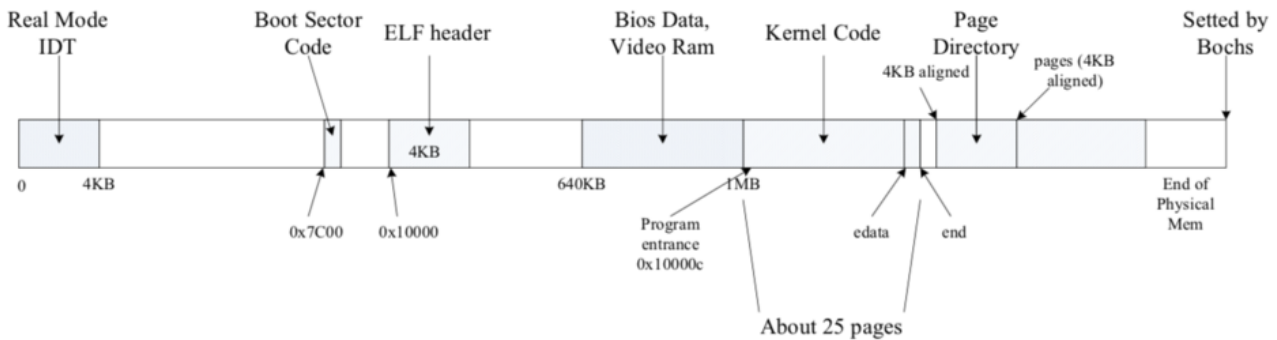 Real Mode
IDT
Boot Sector
Code
ELF header
Bios Data,
Video Ram
Kernel Code
Page
Directory
Setted by
Bochs
4KB aligned
pages (4KB
aligned)
4KB
0
4KB
640KB
1MB
End of
Physical
Mem
0x7C00
0x10000
Program
entrance
0x10000c
edata
end
About 25 pages